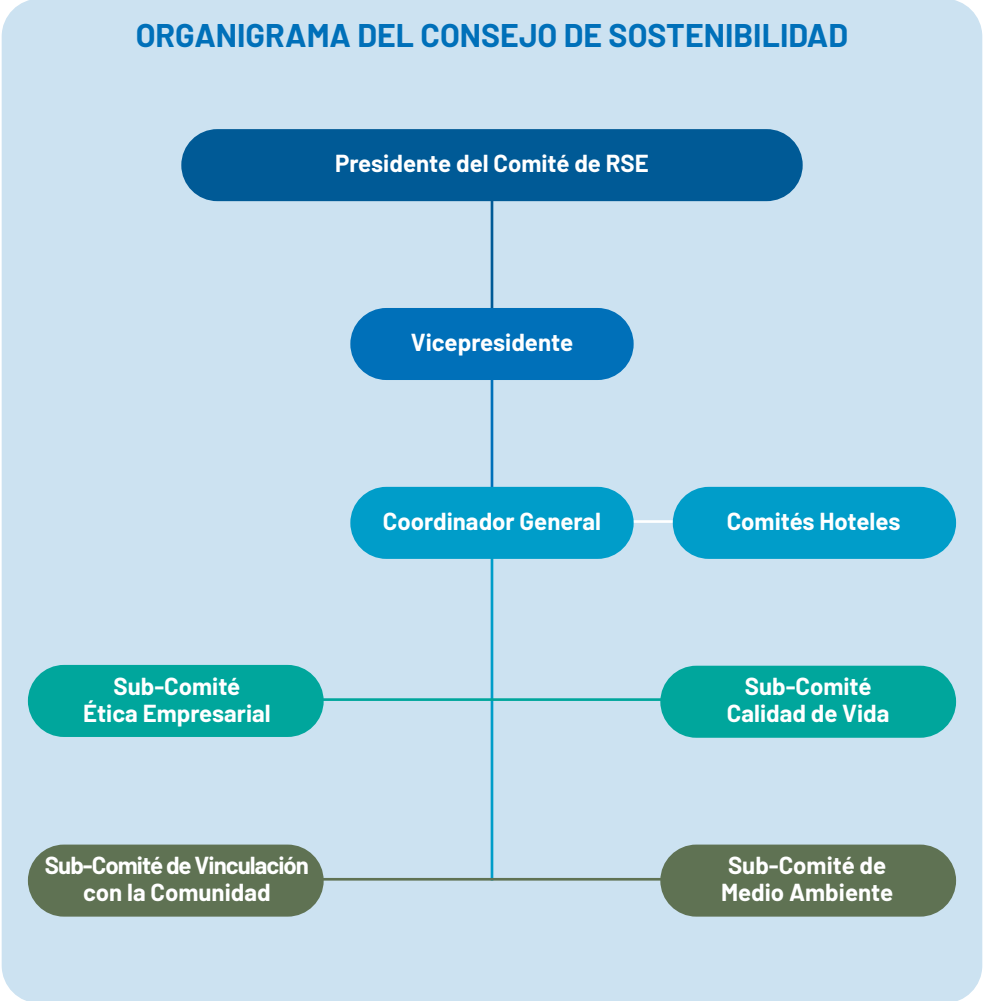 ORGANIGRAMA DEL CONSEJO DE SOSTENIBILIDAD
Presidente del Comité de RSE
Vicepresidente
Coordinador General
Comités Hoteles
Sub-Comité
Ética Empresarial
Sub-Comité
Calidad de Vida
Sub-Comité de Vinculación
con la Comunidad
Sub-Comité de
Medio Ambiente